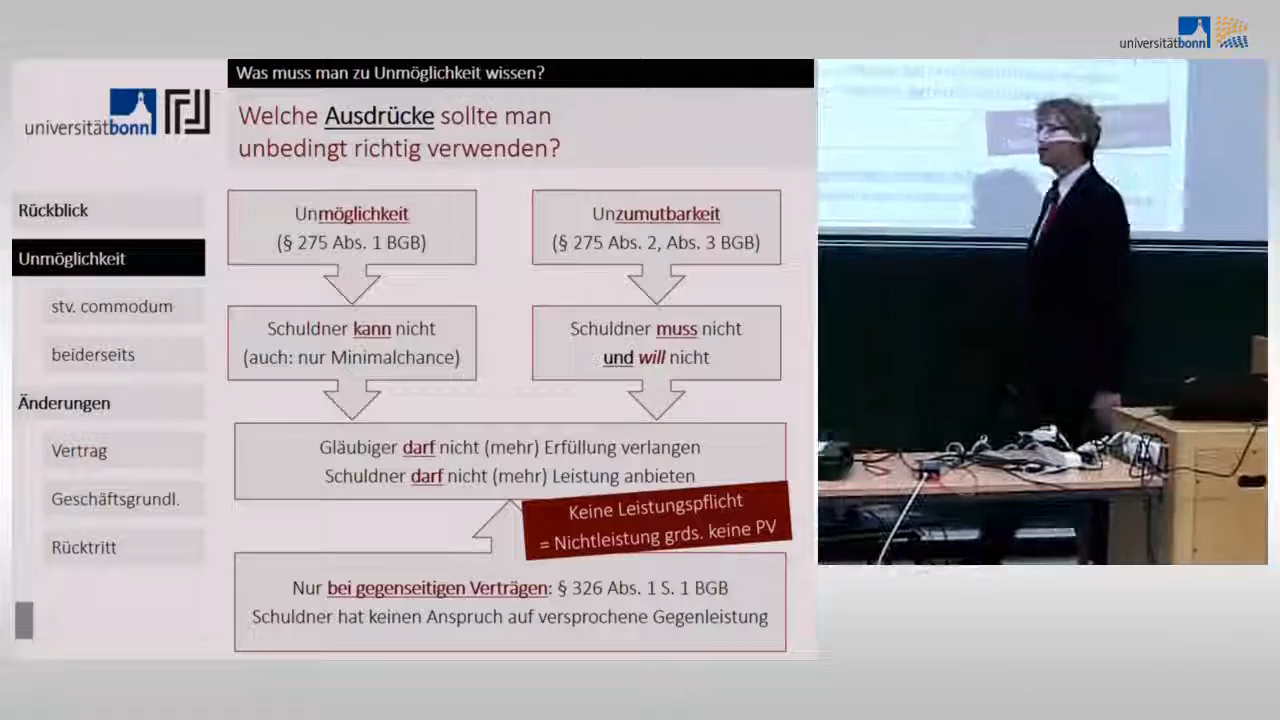 universitätbonn
Was muss man zu Unmöglichkeit wissen?
universitätbonn
Welche Ausdrücke sollte man
unbedingt richtig verwenden?
Rückblick
Unmöglichkeit
stv. commodum
beiderseits
Änderungen
Vertrag
Geschäftsgrundl.
Rücktritt
Unmöglichkeit
(§ 275 Abs. 1 BGB)
Unzumutbarkeit
(§ 275 Abs. 2, Abs. 3 BGB)
Schuldner kann nicht
(auch: nur Minimalchance)
Schuldner muss nicht
und will nicht
Gläubiger darf nicht (mehr) Erfüllung verlangen
Schuldner darf nicht (mehr) Leistung anbieten
Keine Leistungspflicht
= Nichtleistung grds. keine PV
Nur bei gegenseitigen Verträgen: § 326 Abs. 1 S. 1 BGB
Schuldner hat keinen Anspruch auf versprochene Gegenleistung